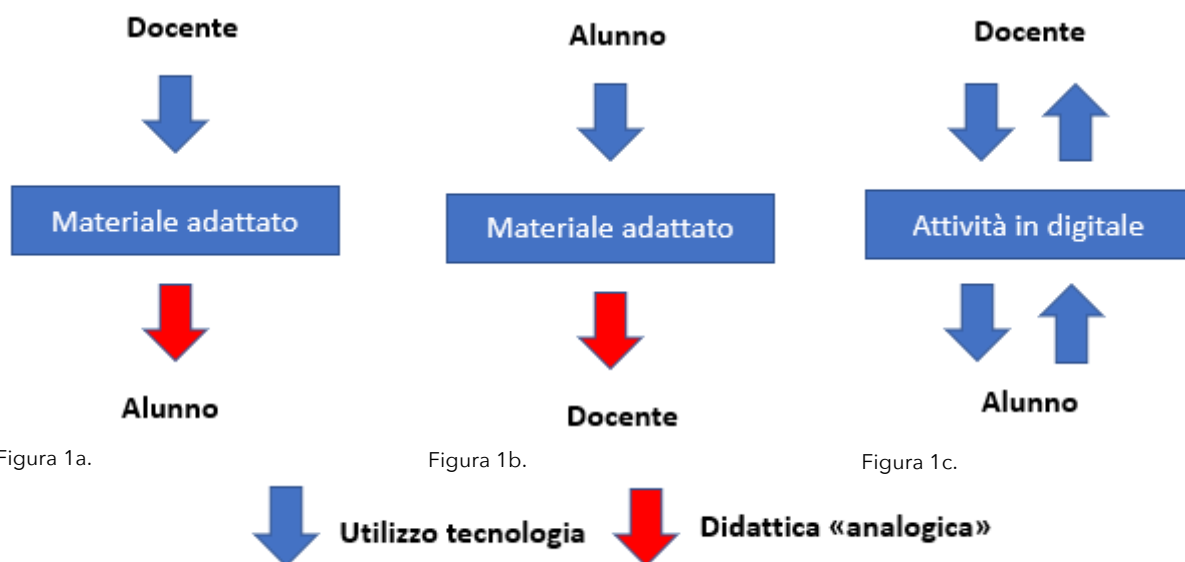 Docente
Alunno
Docente
Materiale adattato
Materiale adattato
Attività in digitale
Alunno
Docente
Alunno
Figura 1a.
Figura 1b.
Figura 1c.
Utilizzo tecnologia
Didattica «analogica»